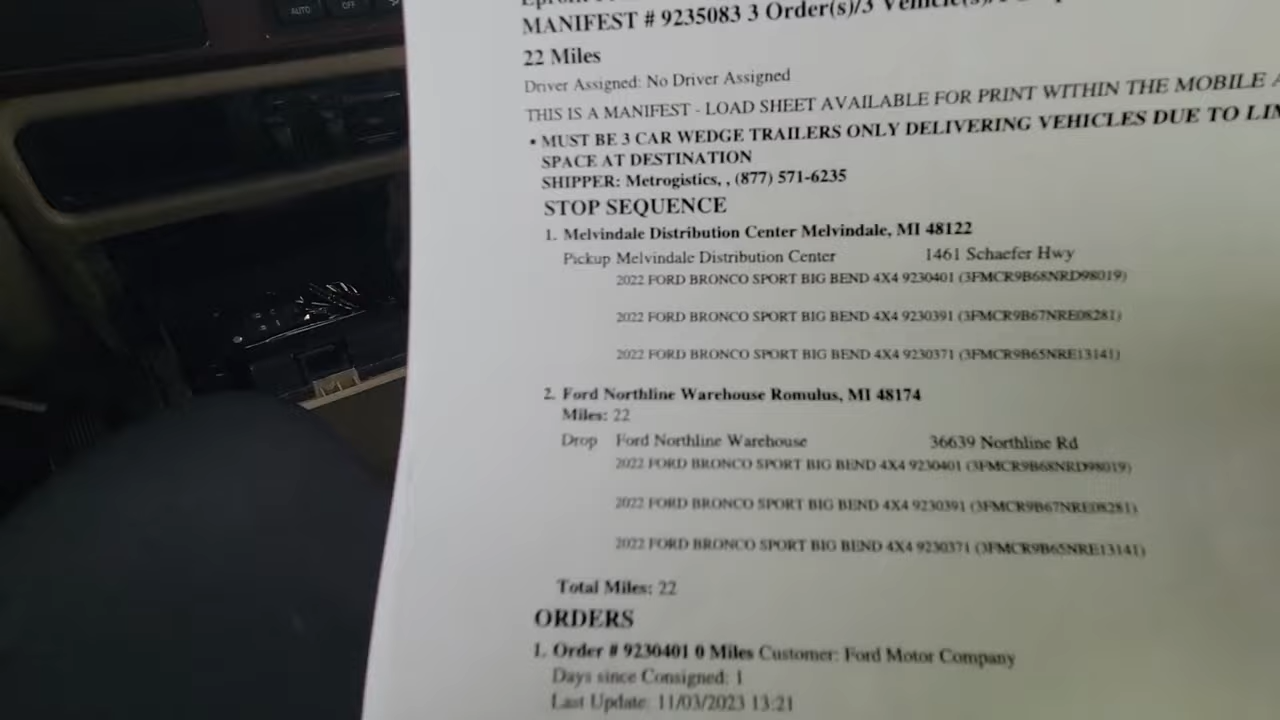 AUTO OFF
MANIFEST # 9235083 3 Order(s)/3 Vehicle(s)/
22 Miles
Driver Assigned: No Driver Assigned
THIS IS A MANIFEST - LOAD SHEET AVAILABLE FOR PRINT WITHIN THE MOBILE A
• MUST BE 3 CAR WEDGE TRAILERS ONLY DELIVERING VEHICLES DUE TO LIM
SPACE AT DESTINATION
SHIPPER: Metrogistics, , (877) 571-6235
STOP SEQUENCE
1. Melvindale Distribution Center Melvindale, MI 48122
Pickup Melvindale Distribution Center 1461 Schaefer Hwy
2022 FORD BRONCO SPORT BIG BEND 4X4 9230401 (3FMCR9B68NRD98019)
2022 FORD BRONCO SPORT BIG BEND 4X4 9230391 (3FMCR9B67NRE08281)
2022 FORD BRONCO SPORT BIG BEND 4X4 9230371 (3FMCR9B65NRE13141)
2. Ford Northline Warehouse Romulus, MI 48174
Miles: 22
Drop Ford Northline Warehouse 36639 Northline Rd
2022 FORD BRONCO SPORT BIG BEND 4X4 9230401 (3FMCR9B68NRD98019)
2022 FORD BRONCO SPORT BIG BEND 4X4 9230391 (3FMCR9B67NRE08281)
2022 FORD BRONCO SPORT BIG BEND 4X4 9230371 (3FMCR9B65NRE13141)
Total Miles: 22
ORDERS
1. Order # 9230401 0 Miles Customer: Ford Motor Company
Days since Consigned: 1
Last Update: 11/03/2023 13:21